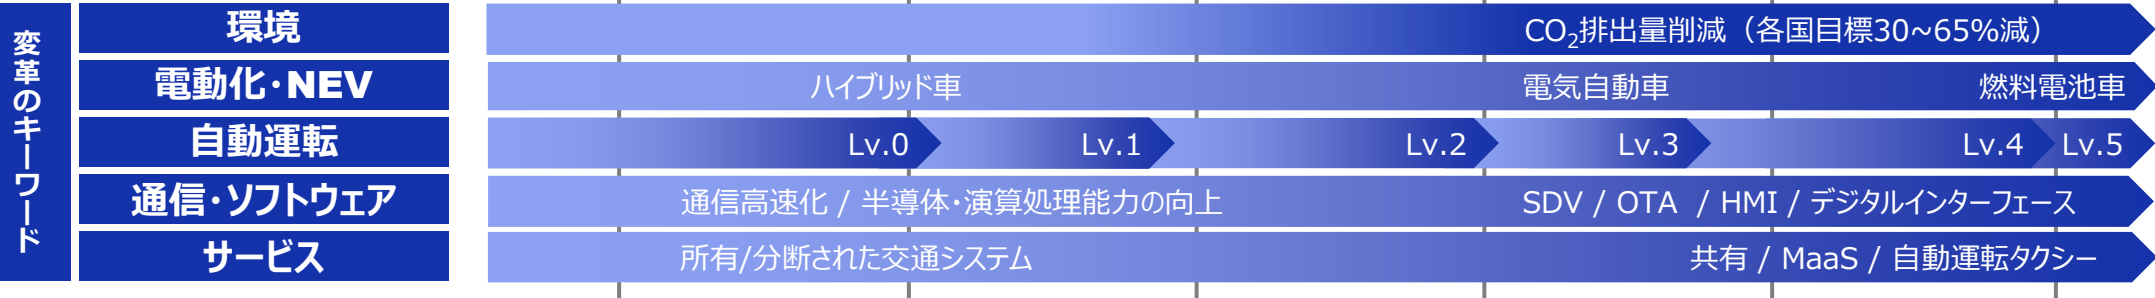 変革のキーワード
環境
CO₂排出量削減（各国目標30~65%減）
電動化・NEV
ハイブリッド車 電気自動車 燃料電池車
自動運転
Lv.0 Lv.1 Lv.2 Lv.3 Lv.4 Lv.5
通信・ソフトウェア
通信高速化 / 半導体・演算処理能力の向上 SDV / OTA / HMI / デジタルインターフェース
サービス
所有/分断された交通システム 共有 / MaaS / 自動運転タクシー